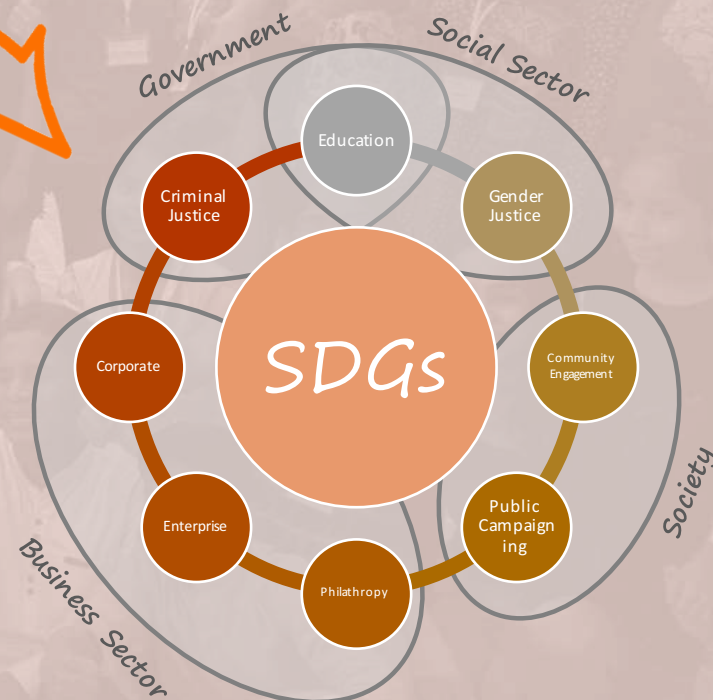 Government
Social Sector
Education
Criminal
Justice
Gender
Justice
SDGs
Corporate
Community
Engagement
Enterprise
Public
Campaign
ing
Philathropy
Society
Business Sector